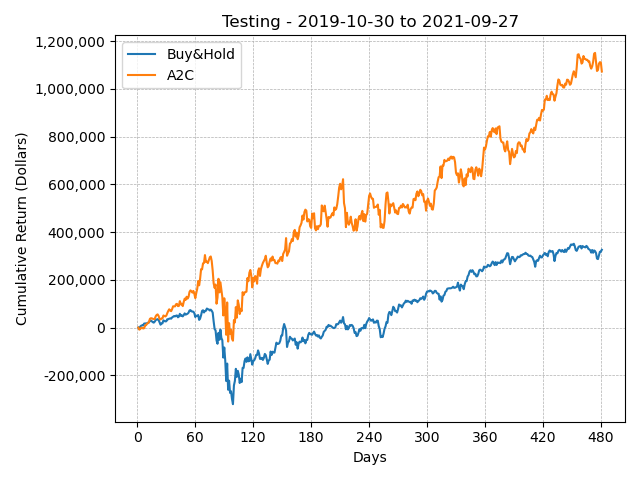 Testing - 2019-10-30 to 2021-09-27
Cumulative Return (Dollars)
1,200,000
1,000,000
800,000
600,000
400,000
200,000
0
-200,000
Buy&Hold
A2C
0 60 120 180 240 300 360 420 480
Days